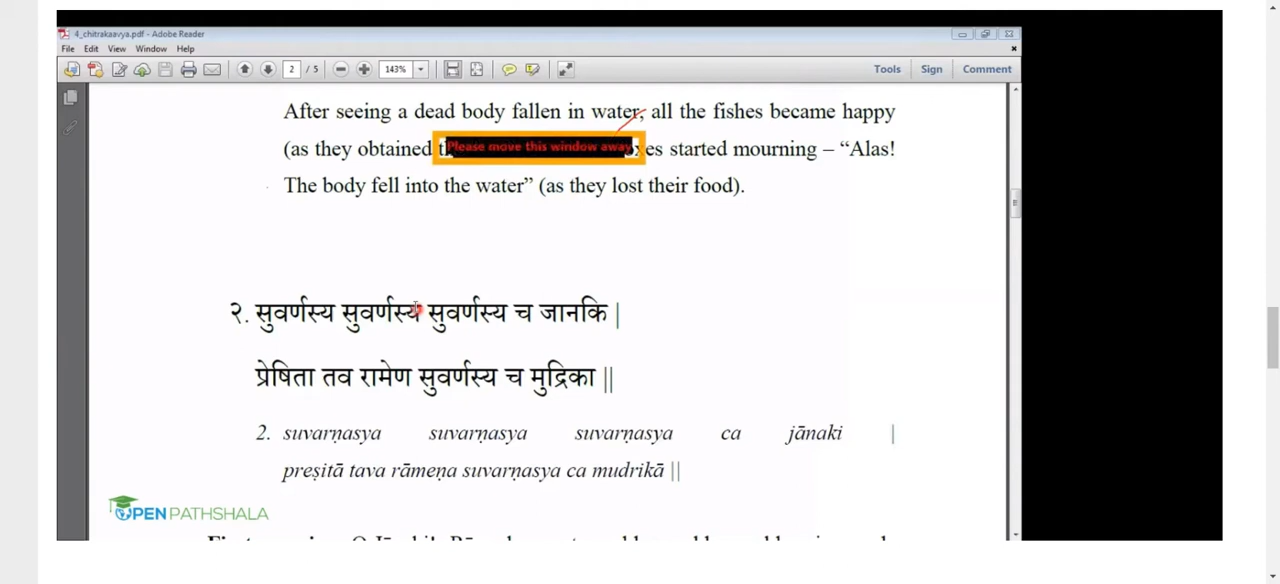 4_chitrakaavya.pdf - Adobe Reader
File Edit View Window Help
2 / 5 143% Tools Sign Comment
After seeing a dead body fallen in water, all the fishes became happy
(as they obtained Please move this window away started mourning – “Alas!
The body fell into the water” (as they lost their food).
२. सुवर्णस्य सुवर्णस्य सुवर्णस्य च जानकि |
प्रेषिता तव रामेण सुवर्णस्य च मुद्रिका ||
2. suvarṇasya suvarṇasya suvarṇasya ca jānaki |
preṣitā tava rāmeṇa suvarṇasya ca mudrikā ||
OPEN PATHSHALA